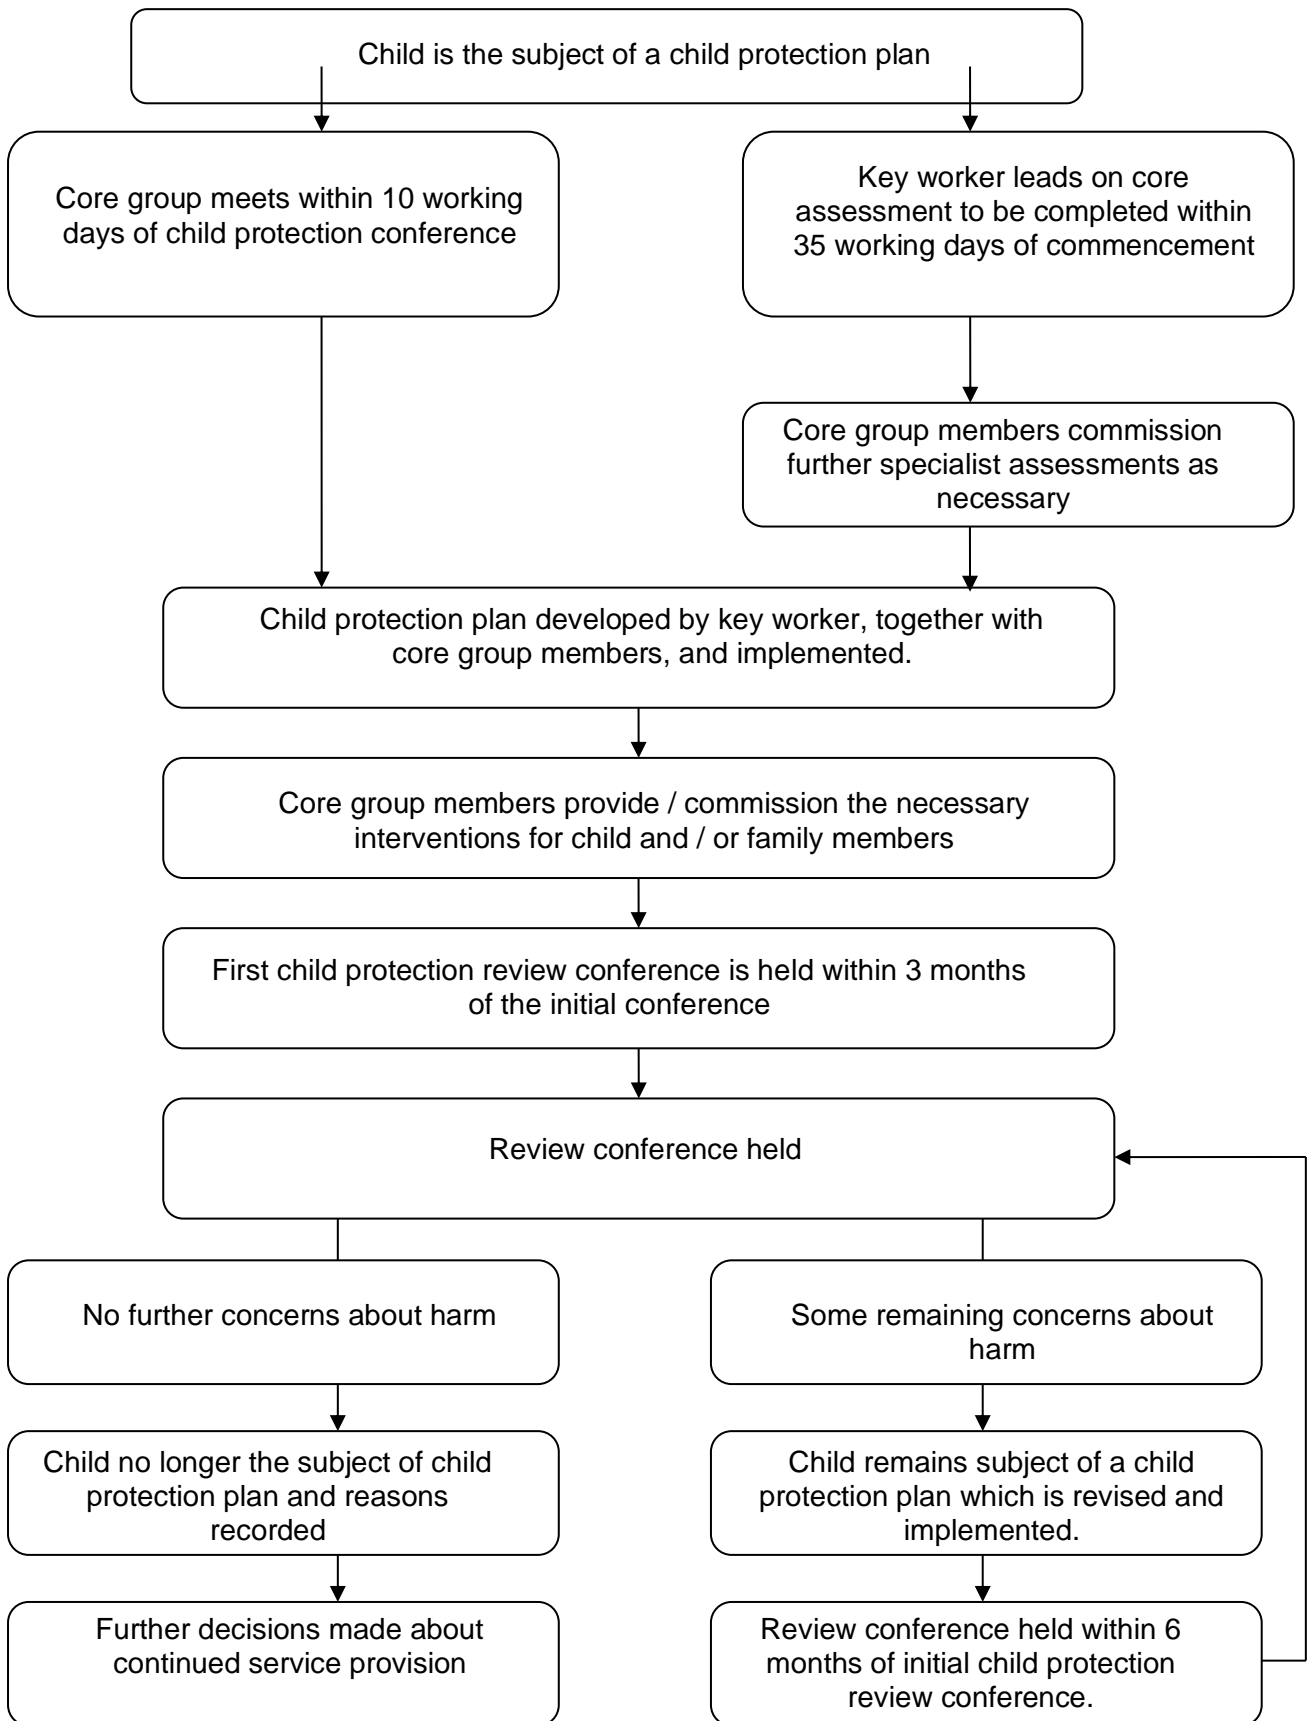 Child is the subject of a child protection plan
Core group meets within 10 working
days of child protection conference
Key worker leads on core
assessment to be completed within
35 working days of commencement
Core group members commission
further specialist assessments as
necessary
Child protection plan developed by key worker, together with
core group members, and implemented.
Core group members provide / commission the necessary
interventions for child and / or family members
First child protection review conference is held within 3 months
of the initial conference
Review conference held
No further concerns about harm
Some remaining concerns about
harm
Child no longer the subject of child
protection plan and reasons
recorded
Child remains subject of a child
protection plan which is revised and
implemented.
Further decisions made about
continued service provision
Review conference held within 6
months of initial child protection
review conference.